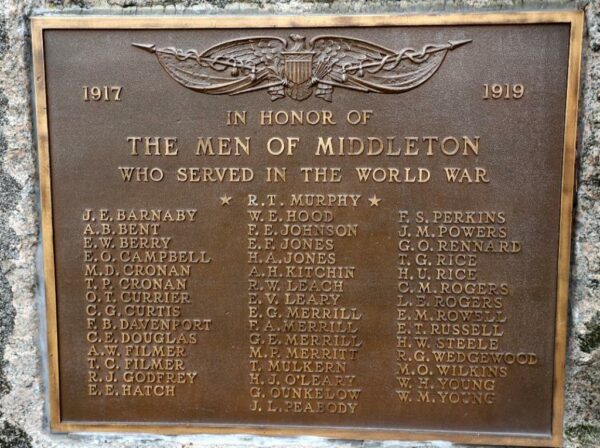 1917
1919
IN HONOR OF
THE MEN OF MIDDLETON
WHO SERVED IN THE WORLD WAR
★ R.T. MURPHY ★
J. E. BARNABY
A.B. BENT
E.W. BERRY
E.O. CAMPBELL
M.D. CRONAN
T.P. CRONAN
O.T. CURRIER
C.G. CURTIS
F.B. DAVENPORT
C.E. DOUGLAS
A.W. FILMER
T.C. FILMER
R.J. GODFREY
E.E. HATCH
W.E. HOOD
F.E. JOHNSON
E.F. JONES
H.A. JONES
A.H. KITCHIN
R.W. LEACH
E.V. LEARY
E.G. MERRILL
F.A. MERRILL
G.E. MERRILL
M.P. MERRITT
T. MULKERN
H.J. O'LEARY
G. OUNKELOW
J.L. PEABODY
F.S. PERKINS
J.M. POWERS
G.O. RENNARD
T.G. RICE
H.U. RICE
C.M. ROGERS
L.E. ROGERS
E.M. ROWELL
E.T. RUSSELL
H.W. STEELE
R.G. WEDGEWOOD
M.O. WILKINS
W.H. YOUNG
W.M. YOUNG